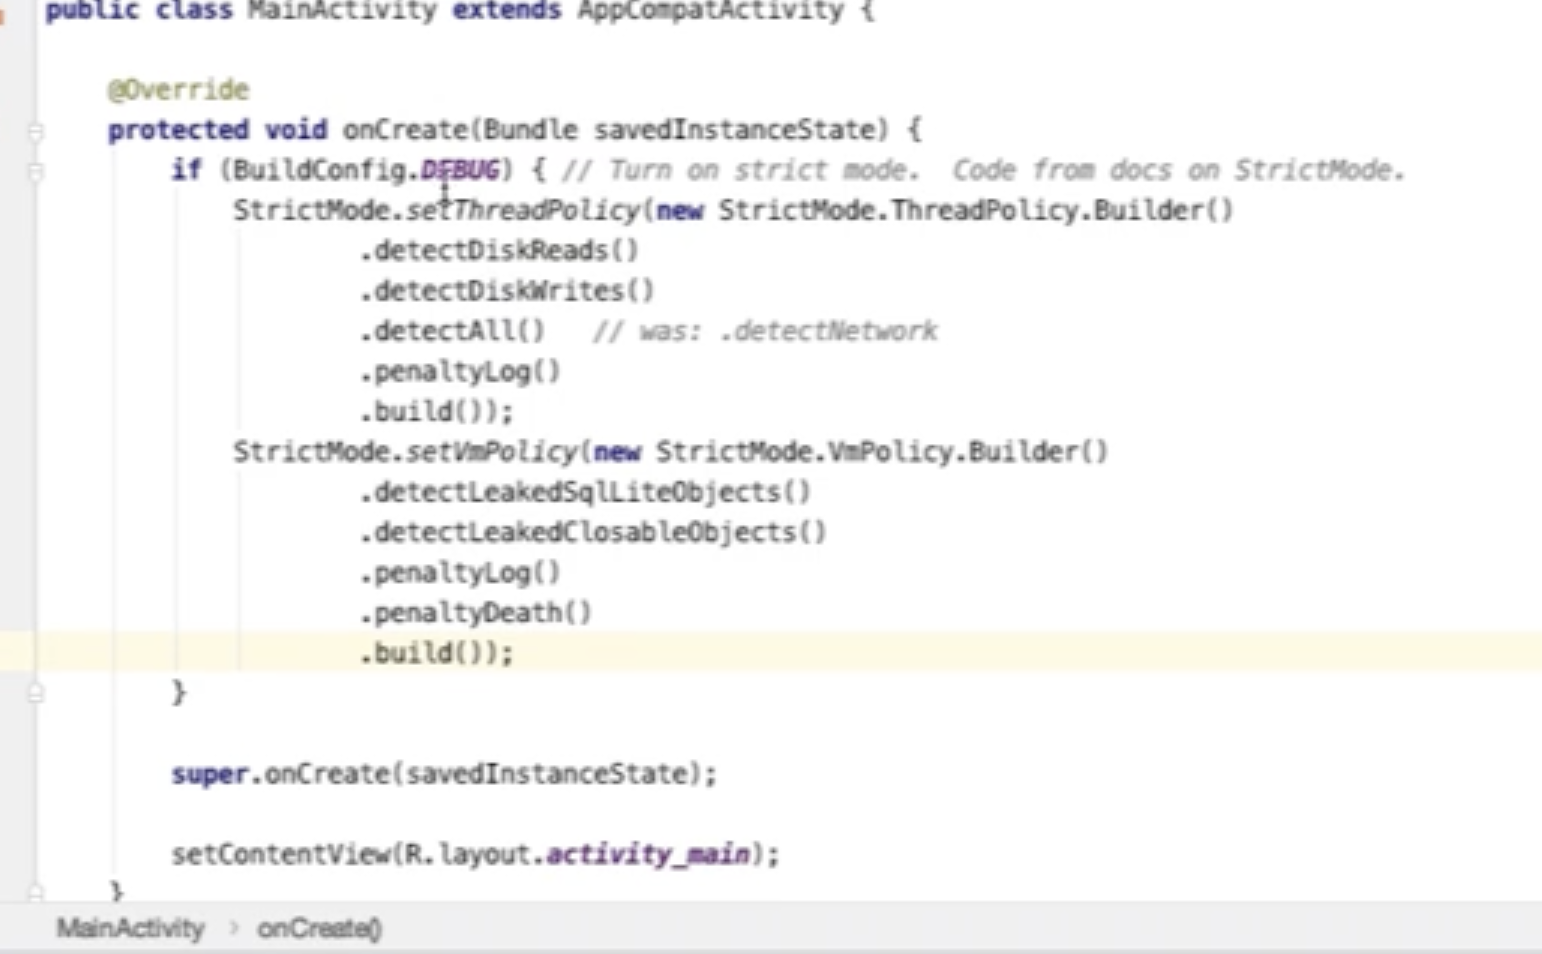 public class MainActivity extends AppCompatActivity {
@Override
protected void onCreate(Bundle savedInstanceState) {
if (BuildConfig.DEBUG) { // Turn on strict mode.  Code from docs on StrictMode.
StrictMode.setThreadPolicy(new StrictMode.ThreadPolicy.Builder()
.detectDiskReads()
.detectDiskWrites()
.detectAll()   // was: .detectNetwork
.penaltyLog()
.build());
StrictMode.setVmPolicy(new StrictMode.VmPolicy.Builder()
.detectLeakedSqlLiteObjects()
.detectLeakedClosableObjects()
.penaltyLog()
.penaltyDeath()
.build());
}
super.onCreate(savedInstanceState);
setContentView(R.layout.activity_main);
}
MainActivity > onCreate()